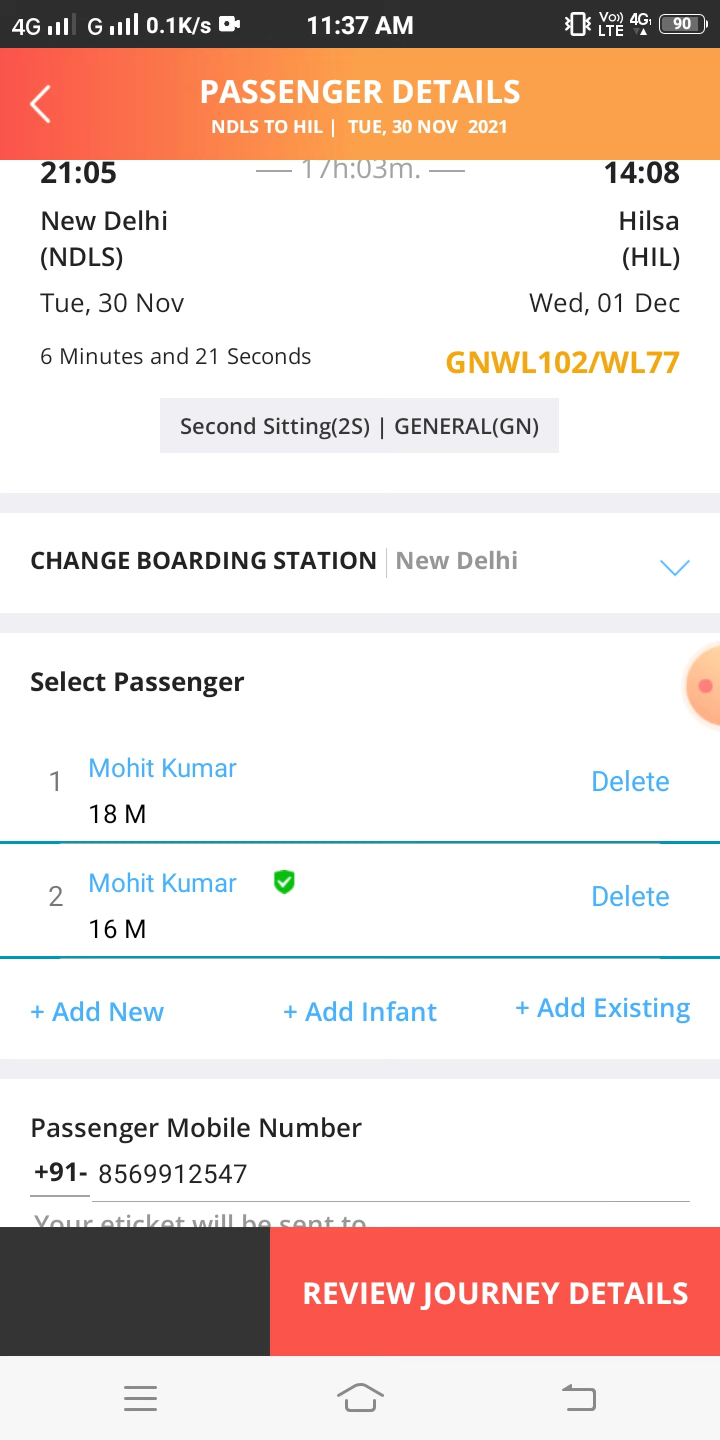 4G G 0.1K/s 11:37 AM Vo) LTE 4G 90
PASSENGER DETAILS
NDLS TO HIL | TUE, 30 NOV 2021
21:05 — 17h:03m. — 14:08
New Delhi Hilsa
(NDLS) (HIL)
Tue, 30 Nov Wed, 01 Dec
6 Minutes and 21 Seconds GNWL102/WL77
Second Sitting(2S) | GENERAL(GN)
CHANGE BOARDING STATION | New Delhi
Select Passenger
1 Mohit Kumar Delete
18 M
2 Mohit Kumar Delete
16 M
+ Add New + Add Infant + Add Existing
Passenger Mobile Number
+91- 8569912547
Your eticket will be sent to
REVIEW JOURNEY DETAILS